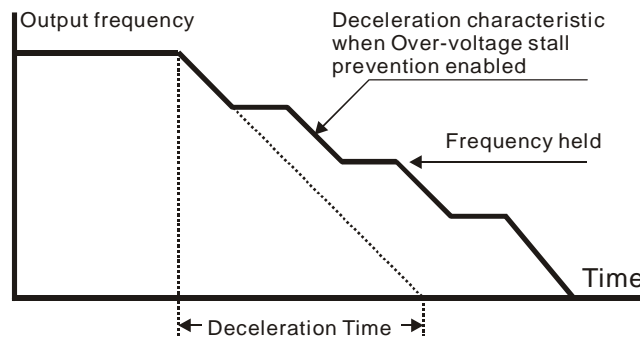 Output frequency
Deceleration characteristic
when Over-voltage stall
prevention enabled
Frequency held
Time
Deceleration Time